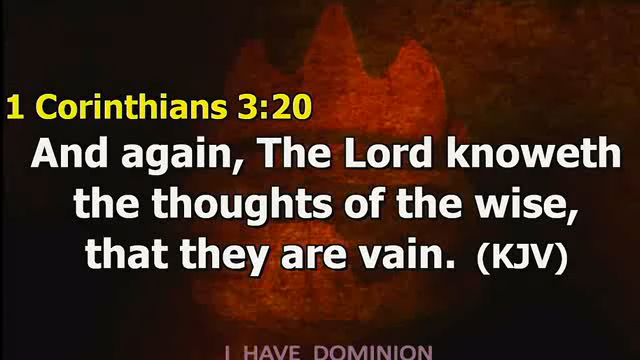 1 Corinthians 3:20
And again, The Lord knoweth
the thoughts of the wise,
that they are vain. (KJV)
I HAVE DOMINION